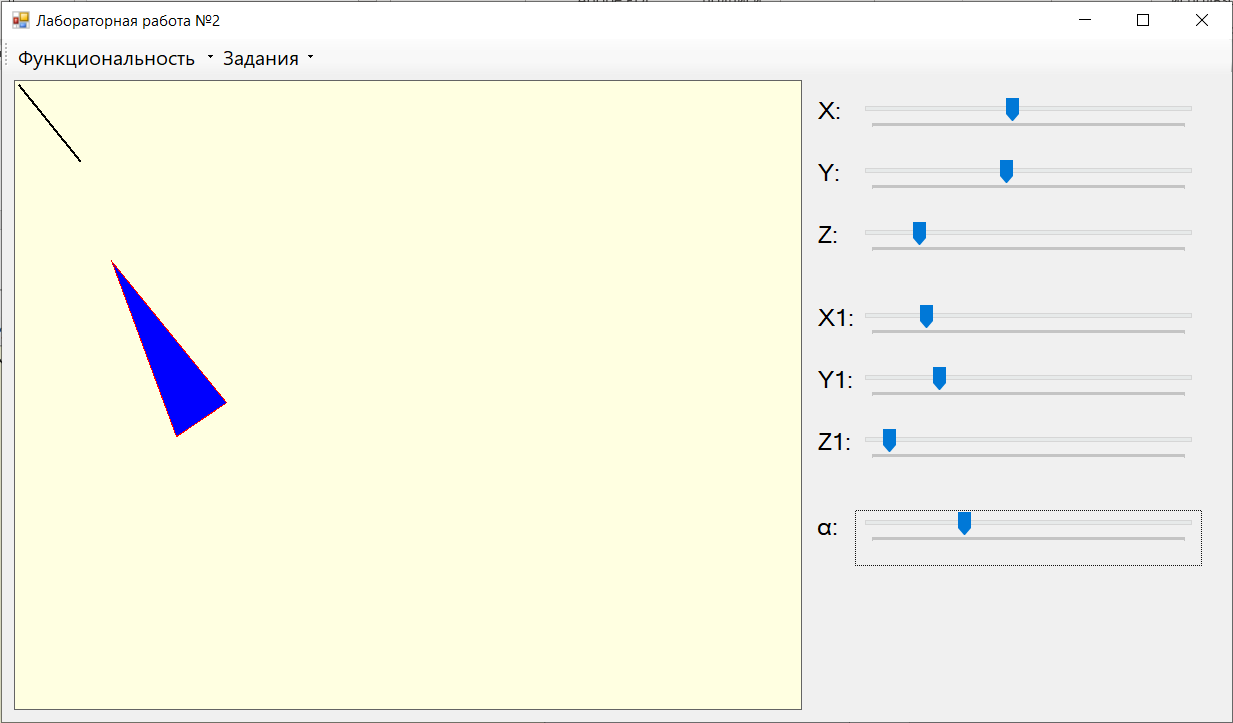 Лабораторная работа №2
Функциональность Задания
X:
Y:
Z:
X1:
Y1:
Z1:
α: